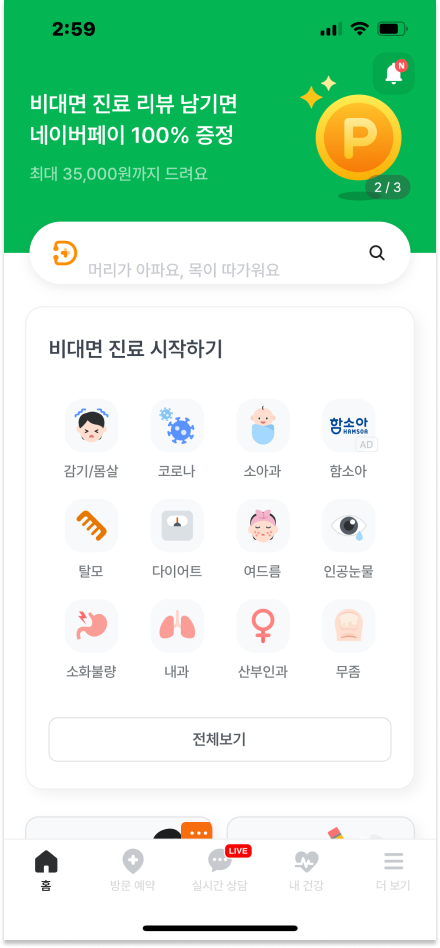 2:59
N
비대면 진료 리뷰 남기면
네이버페이 100% 증정
최대 35,000원까지 드려요
P
2 / 3
머리가 아파요, 목이 따가워요
비대면 진료 시작하기
함소아
HAMSOA
AD
감기/몸살 코로나 소아과 함소아
탈모 다이어트 여드름 인공눈물
소화불량 내과 산부인과 무좀
전체보기
LIVE
홈 방문 예약 실시간 상담 내 건강 더 보기